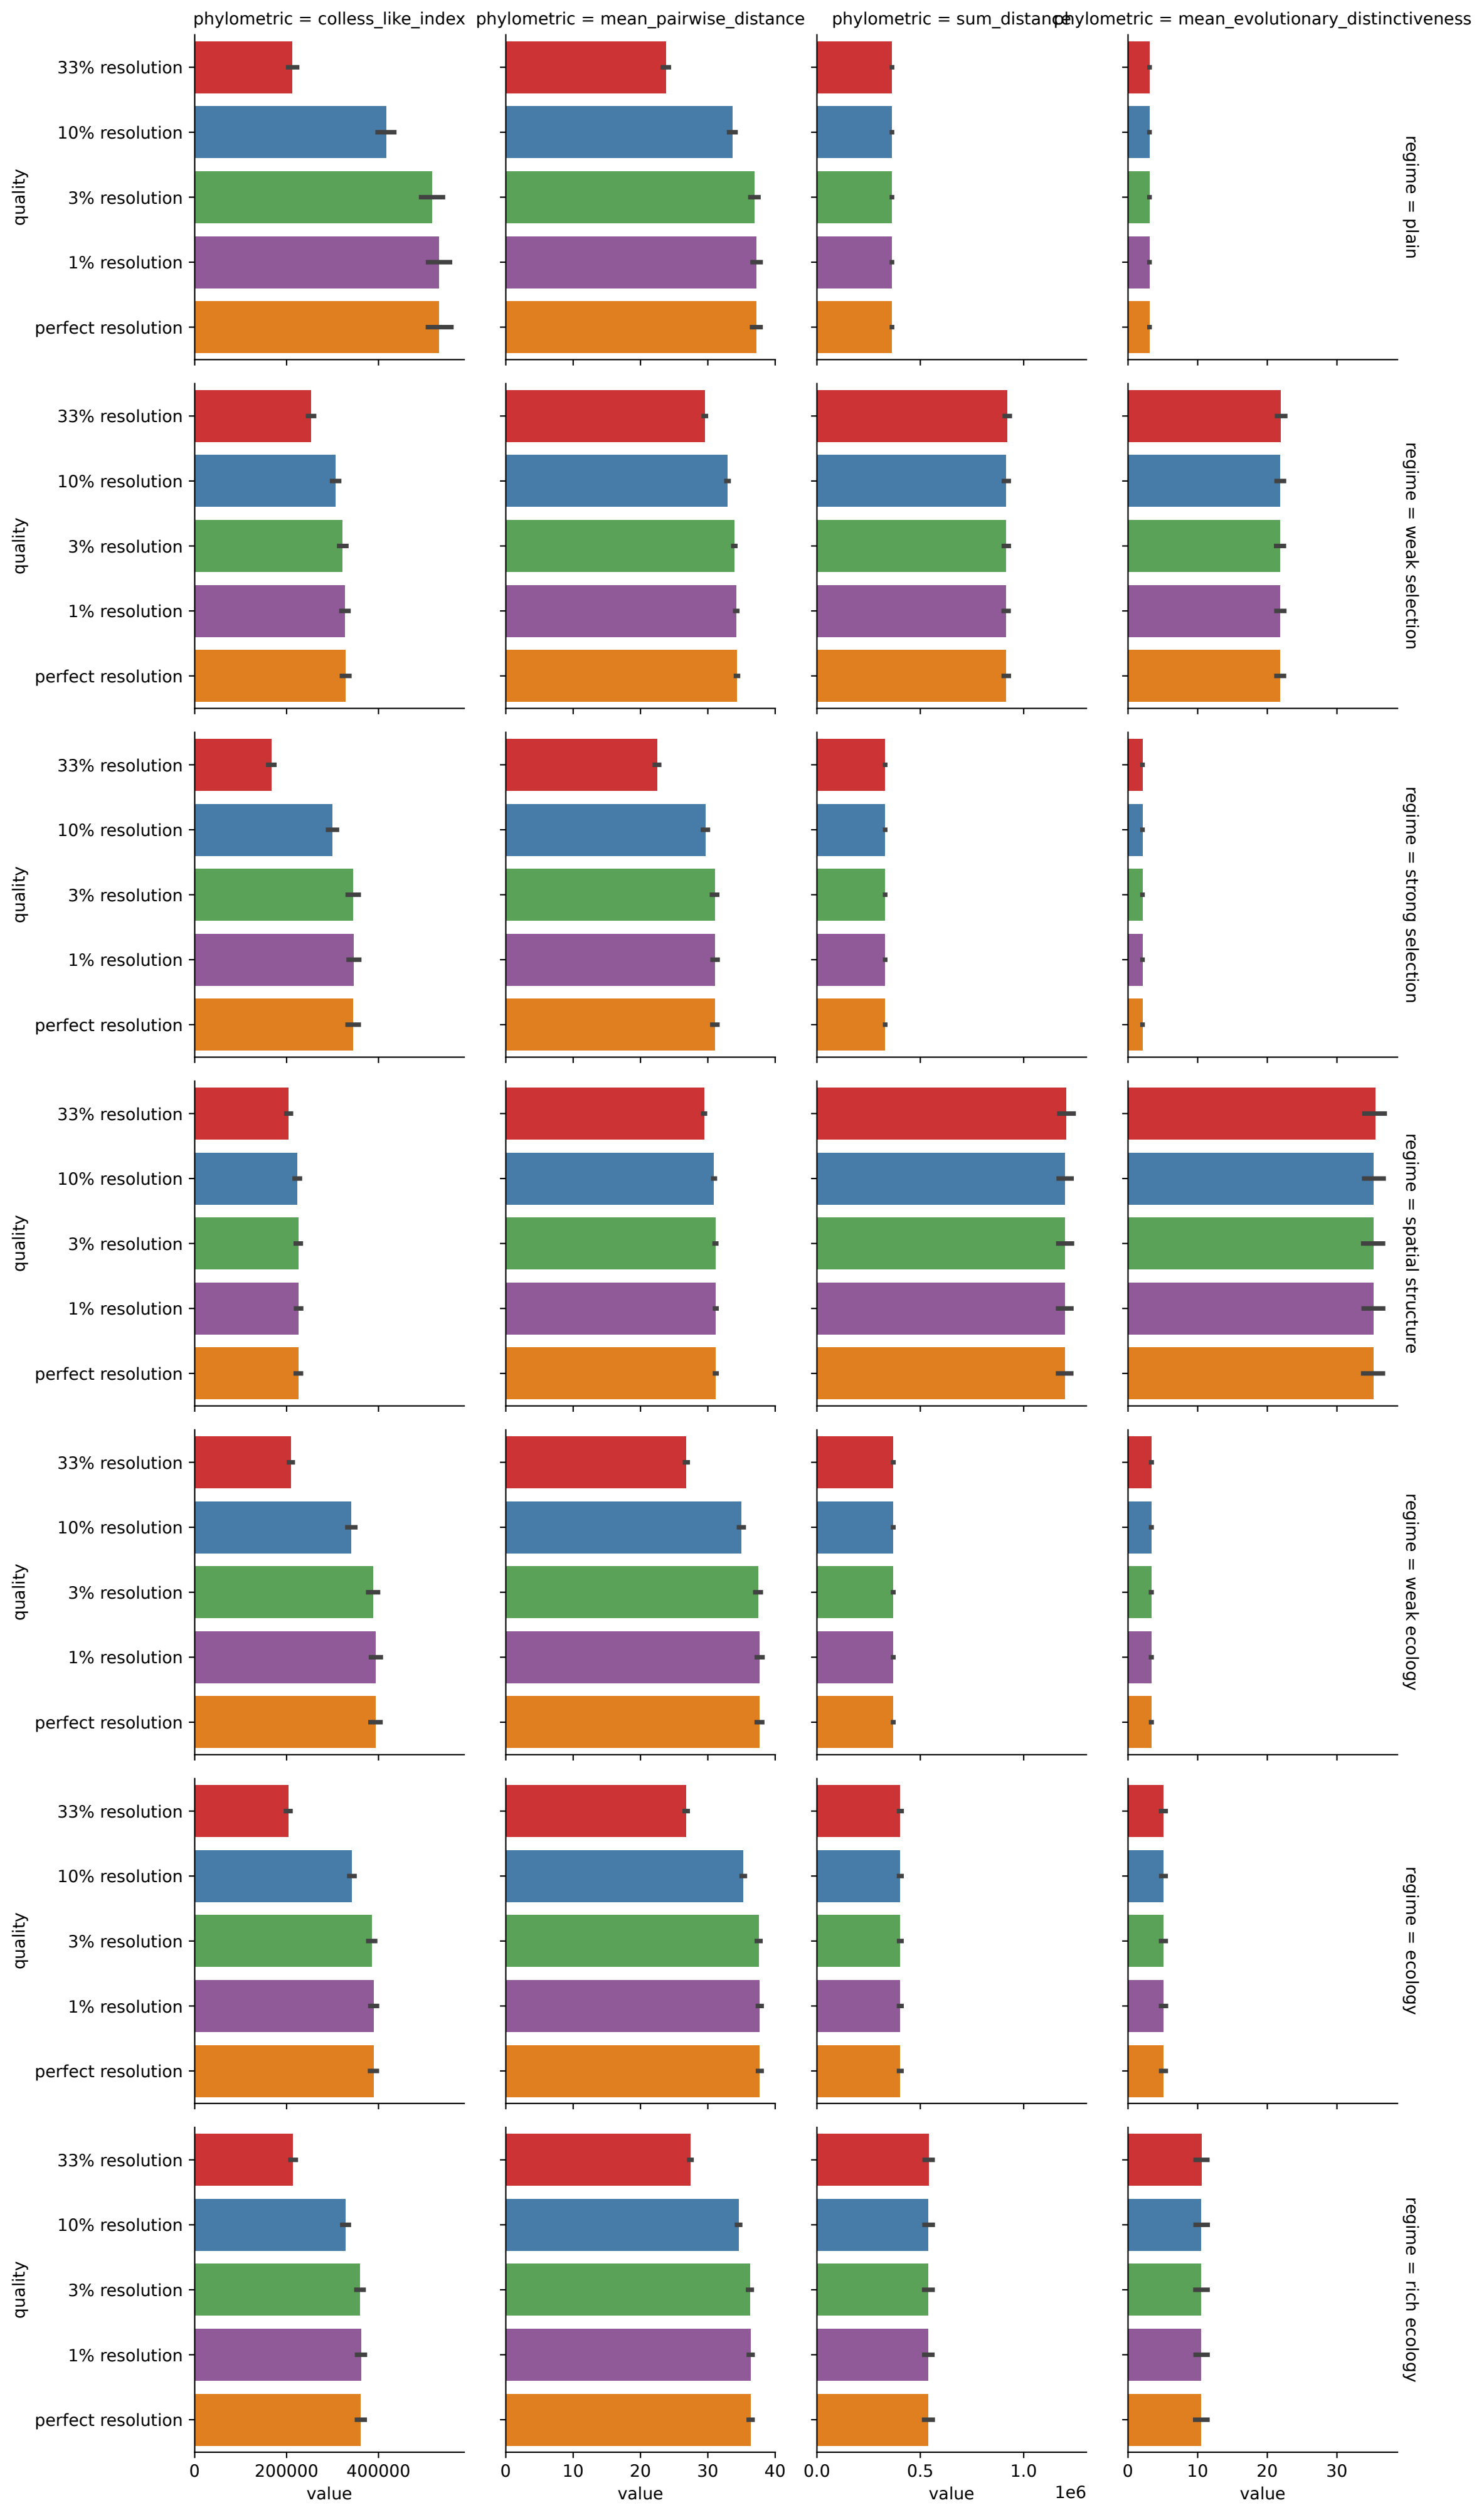 phylometric = colless_like_index
phylometric = mean_pairwise_distance
phylometric = sum_distance
phylometric = mean_evolutionary_distinctiveness
quality
33% resolution
10% resolution
3% resolution
1% resolution
perfect resolution
regime = plain
quality
33% resolution
10% resolution
3% resolution
1% resolution
perfect resolution
regime = weak selection
quality
33% resolution
10% resolution
3% resolution
1% resolution
perfect resolution
regime = strong selection
quality
33% resolution
10% resolution
3% resolution
1% resolution
perfect resolution
regime = spatial structure
quality
33% resolution
10% resolution
3% resolution
1% resolution
perfect resolution
regime = weak ecology
quality
33% resolution
10% resolution
3% resolution
1% resolution
perfect resolution
regime = ecology
quality
33% resolution
10% resolution
3% resolution
1% resolution
perfect resolution
regime = rich ecology
0 200000 400000
value
0 10 20 30 40
value
0.0 0.5 1.0
1e6
value
0 10 20 30
value